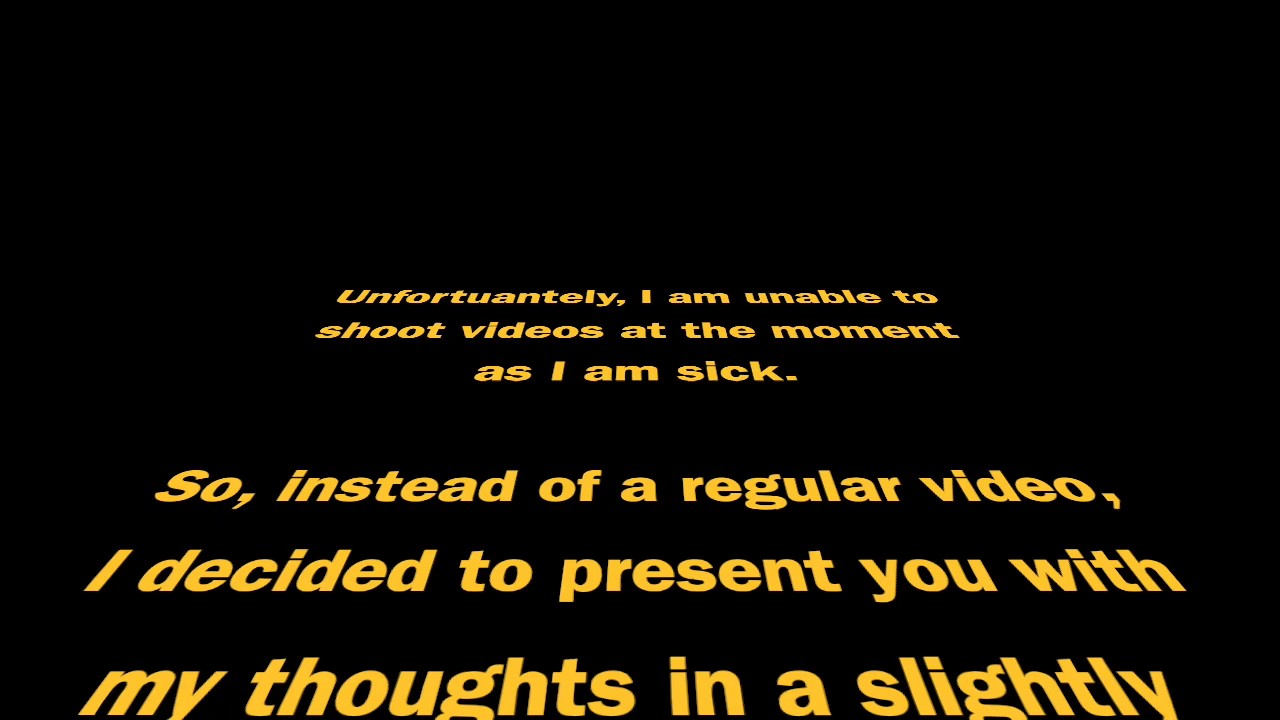 Unfortuantely, I am unable to
shoot videos at the moment
as I am sick.
So, instead of a regular video,
I decided to present you with
my thoughts in a slightly